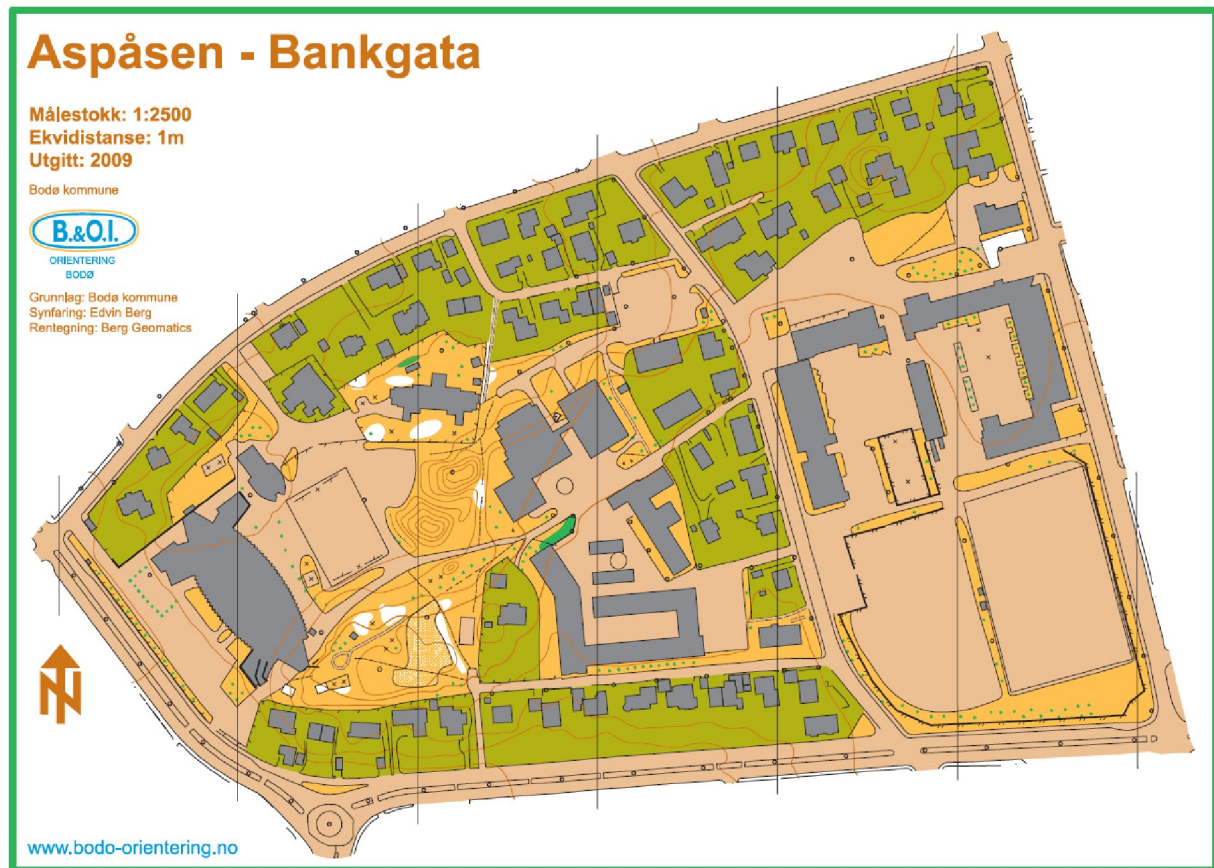 Aspåsen - Bankgata
Målestokk: 1:2500
Ekvidistanse: 1m
Utgitt: 2009
Bodø kommune
B.&O.I.
ORIENTERING
BODØ
Grunnlag: Bodø kommune
Synfaring: Edvin Berg
Rentegning: Berg Geomatics
N
www.bodo-orientering.no